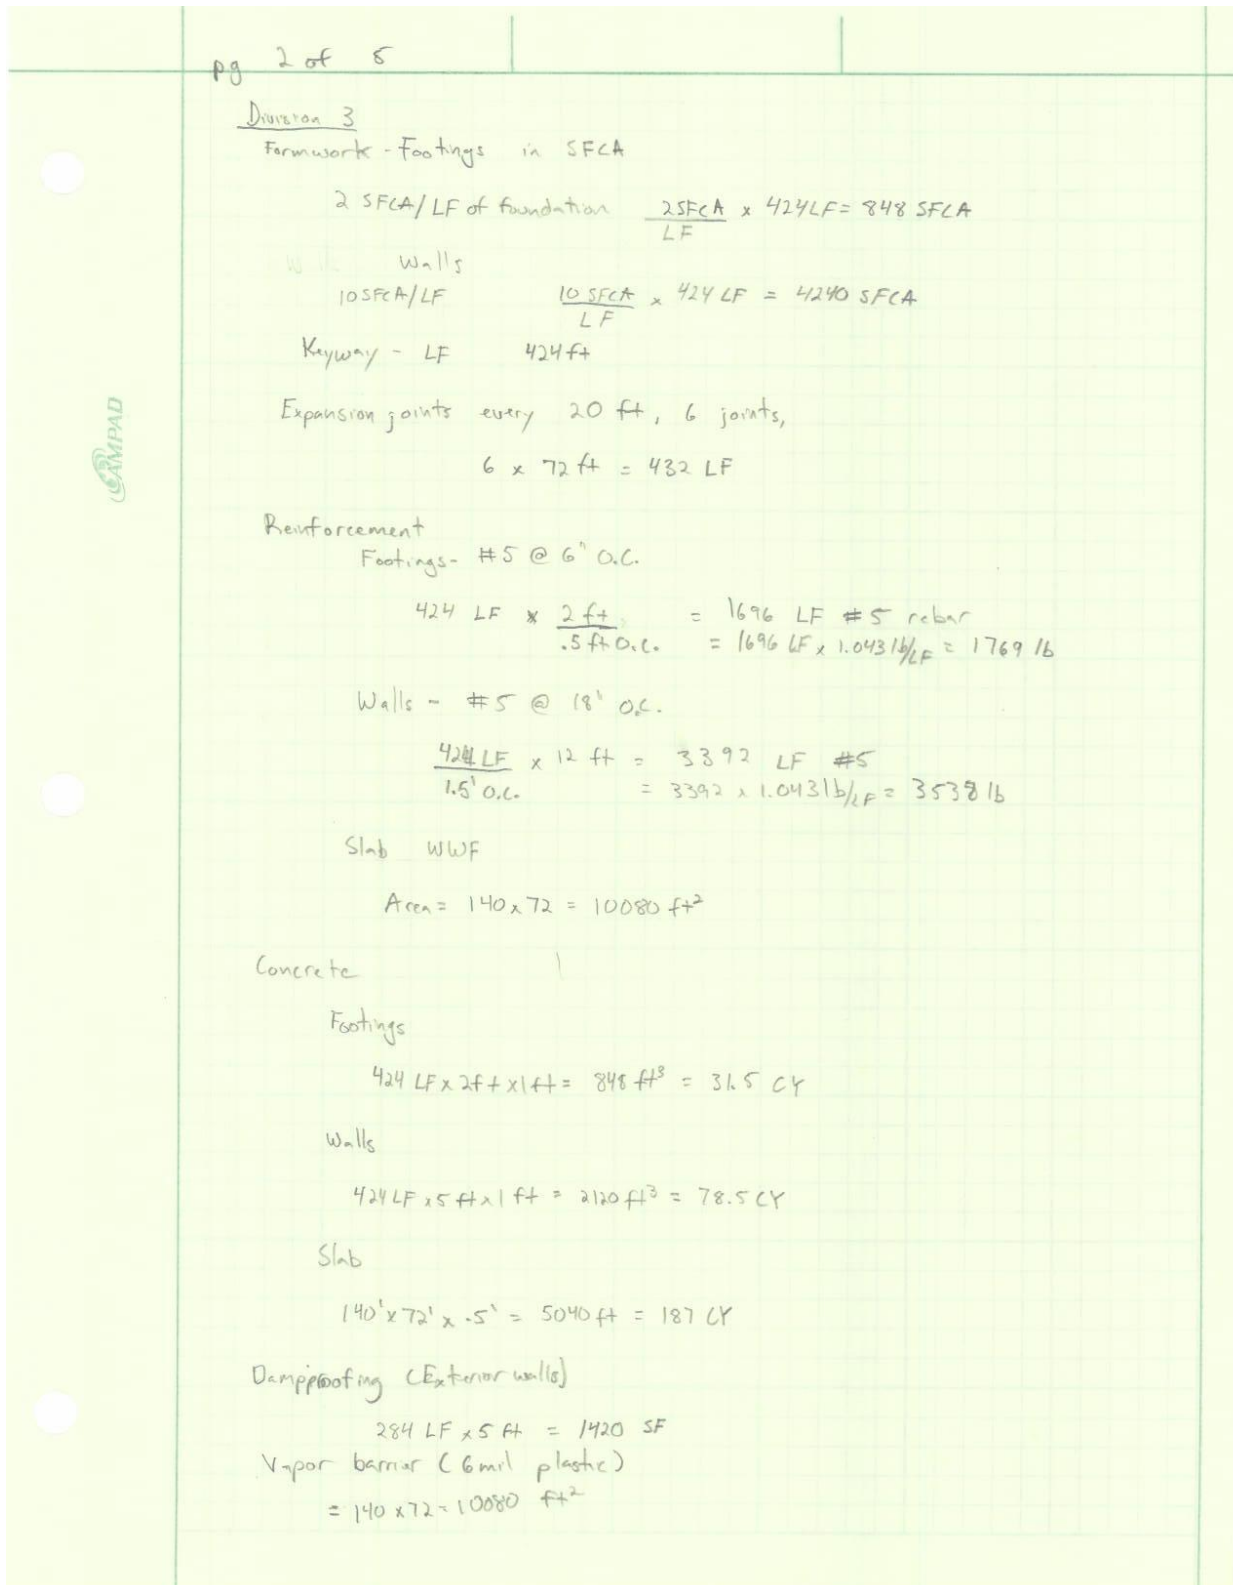 pg 2 of 5
Division 3
Formwork - Footings in SFCA
2 SFCA/LF of foundation 2SFCA/LF x 424LF = 848 SFCA
Walls
10 SFCA/LF 10 SFCA/LF x 424 LF = 4240 SFCA
Keyway - LF 424 ft
Expansion joints every 20 ft, 6 joints,
6 x 72 ft = 432 LF
CAMPAD
Reinforcement
Footings - #5 @ 6" O.C.
424 LF x 2 ft/.5 ft O.C. = 1696 LF #5 rebar
= 1696 LF x 1.043 lb/LF = 1769 lb
Walls - #5 @ 18' O.C.
424 LF/1.5' O.C. x 12 ft = 3392 LF #5
= 3392 x 1.043 lb/LF = 3538 lb
Slab WWF
Area = 140 x 72 = 10080 ft²
Concrete
Footings
424 LF x 2ft x 1ft = 848 ft³ = 31.5 CY
Walls
424 LF x 5 ft x 1 ft = 2120 ft³ = 78.5 CY
Slab
140' x 72' x .5' = 5040 ft = 187 CY
Dampproofing (Exterior walls)
284 LF x 5 ft = 1420 SF
Vapor barrier (6 mil plastic)
= 140 x 72 = 10080 ft²